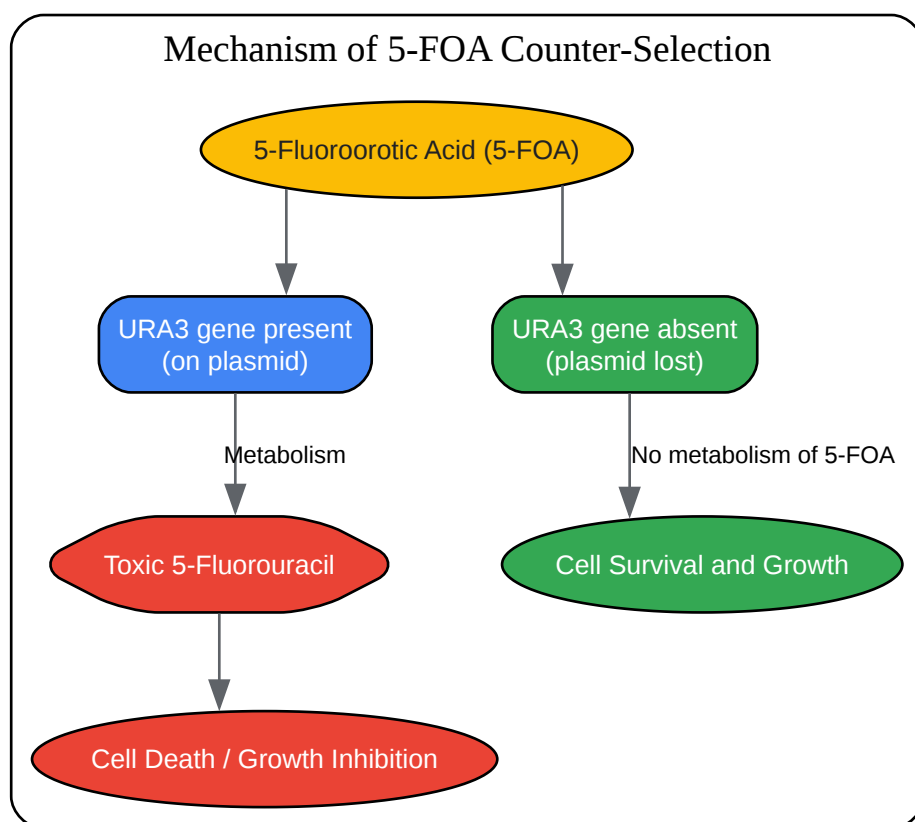 Mechanism of 5-FOA Counter-Selection
5-Fluoroorotic Acid (5-FOA)
URA3 gene present
(on plasmid)
URA3 gene absent
(plasmid lost)
Metabolism
No metabolism of 5-FOA
Toxic 5-Fluorouracil
Cell Survival and Growth
Cell Death / Growth Inhibition